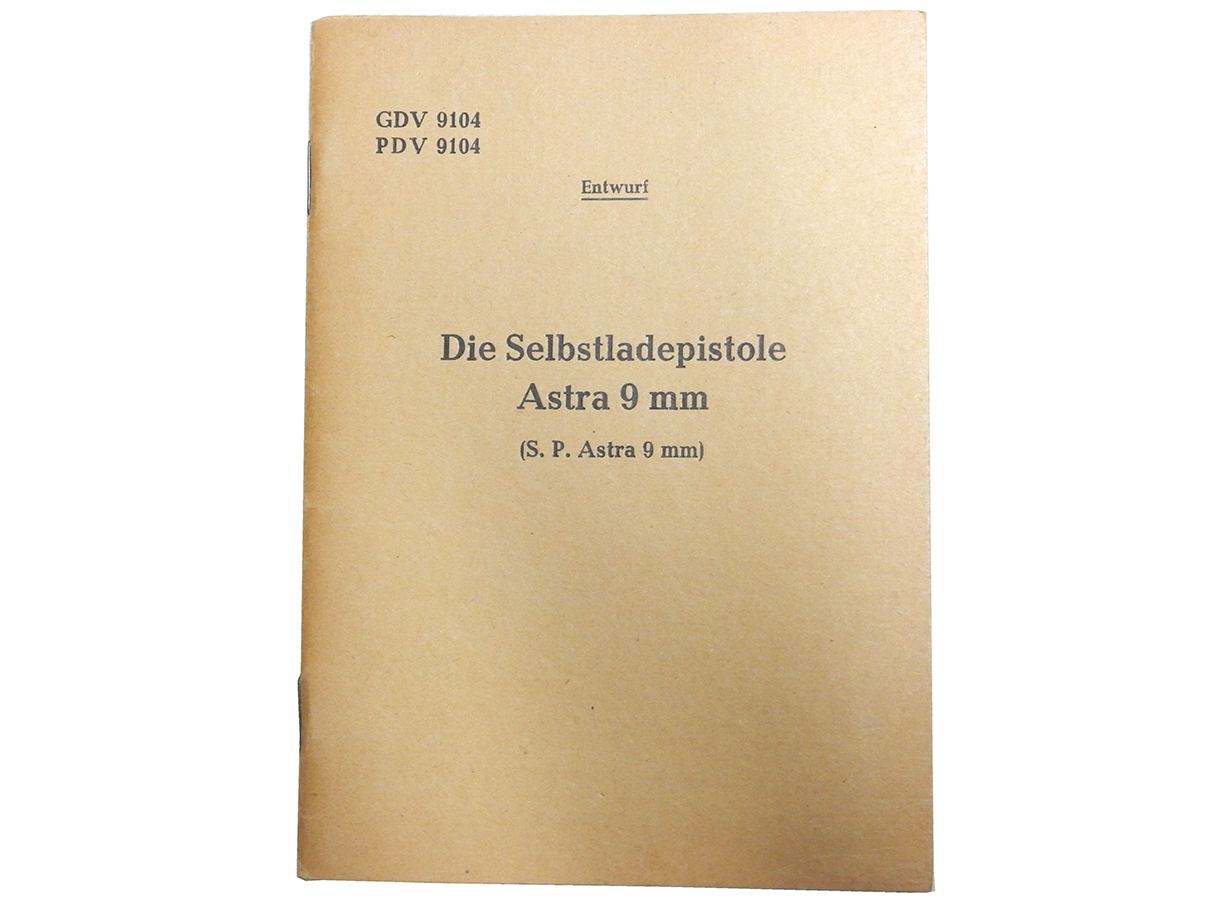 GDV 9104
PDV 9104
Entwurf
Die Selbstladepistole
Astra 9 mm
(S. P. Astra 9 mm)